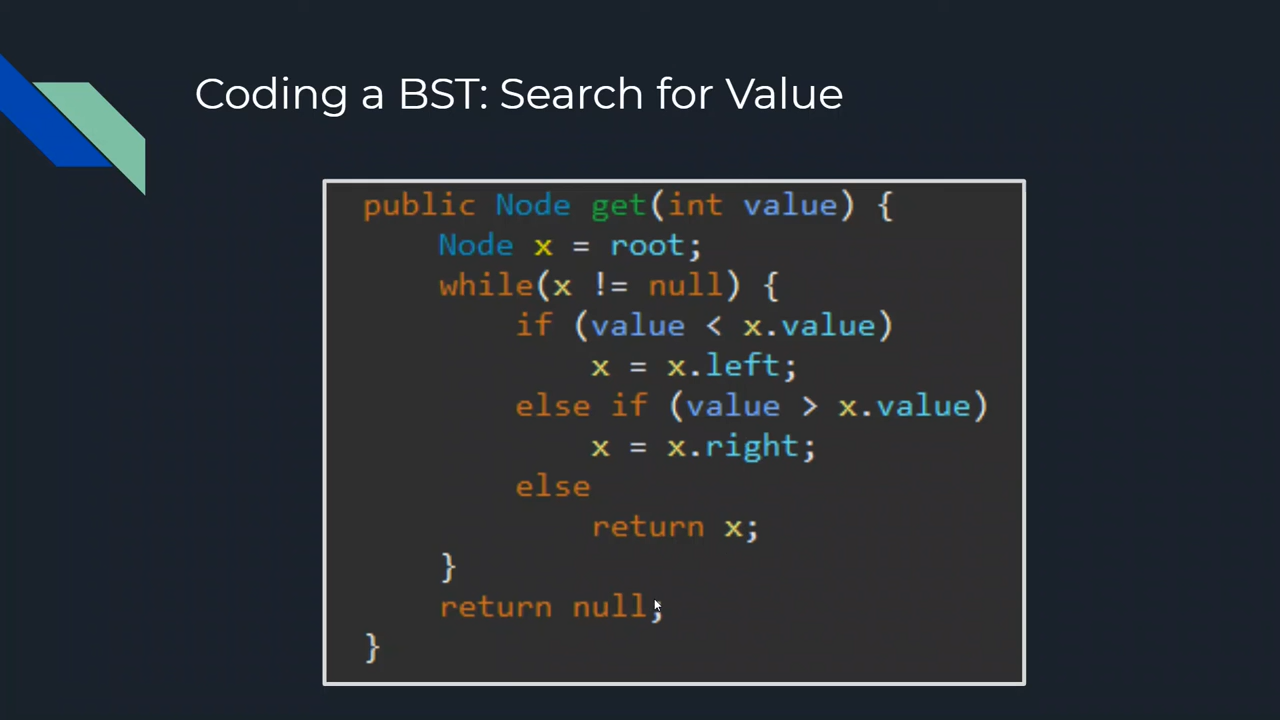 Coding a BST: Search for Value
public Node get(int value) {
Node x = root;
while(x != null) {
if (value < x.value)
x = x.left;
else if (value > x.value)
x = x.right;
else
return x;
}
return null;
}